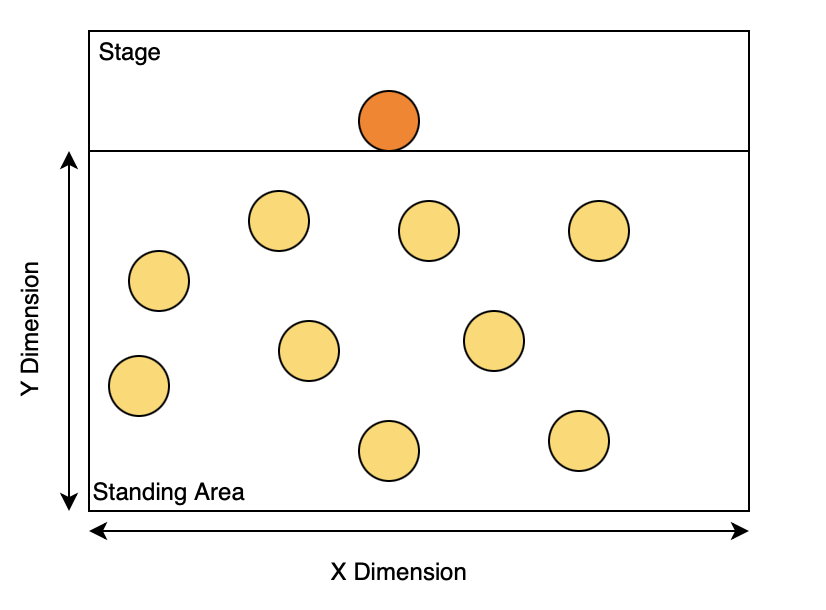 Stage
Y Dimension
Standing Area
X Dimension